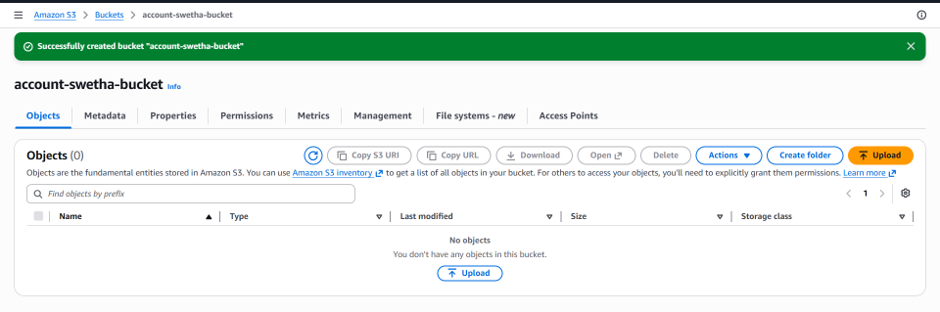 Amazon S3 > Buckets > account-swetha-bucket
Successfully created bucket "account-swetha-bucket"
account-swetha-bucket Info
Objects Metadata Properties Permissions Metrics Management File systems - new Access Points
Objects (0) Copy S3 URI Copy URL Download Open Delete Actions Create folder Upload
Objects are the fundamental entities stored in Amazon S3. You can use Amazon S3 inventory to get a list of all objects in your bucket. For others to access your objects, you'll need to explicitly grant them permissions. Learn more
Find objects by prefix 1
Name Type Last modified Size Storage class
No objects
You don't have any objects in this bucket.
Upload